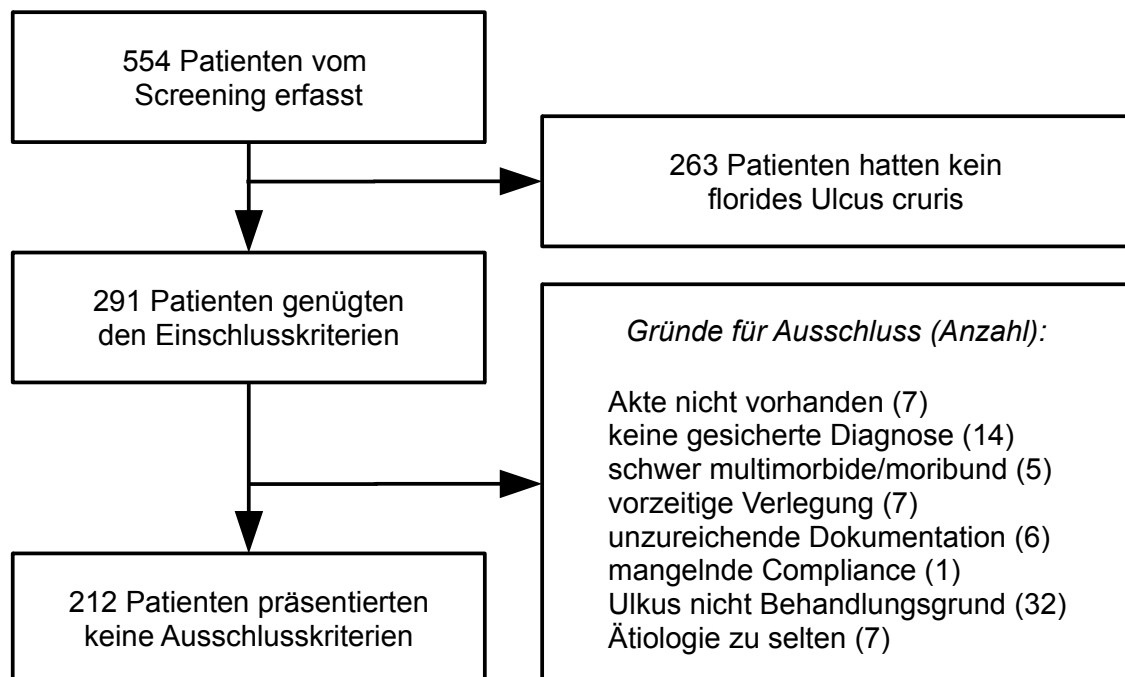 554 Patienten vom
Screening erfasst
263 Patienten hatten kein
florides Ulcus cruris
291 Patienten genügten
den Einschlusskriterien
Gründe für Ausschluss (Anzahl):
Akte nicht vorhanden (7)
keine gesicherte Diagnose (14)
schwer multimorbide/moribund (5)
vorzeitige Verlegung (7)
unzureichende Dokumentation (6)
mangelnde Compliance (1)
Ulkus nicht Behandlungsgrund (32)
Ätiologie zu selten (7)
212 Patienten präsentierten
keine Ausschlusskriterien